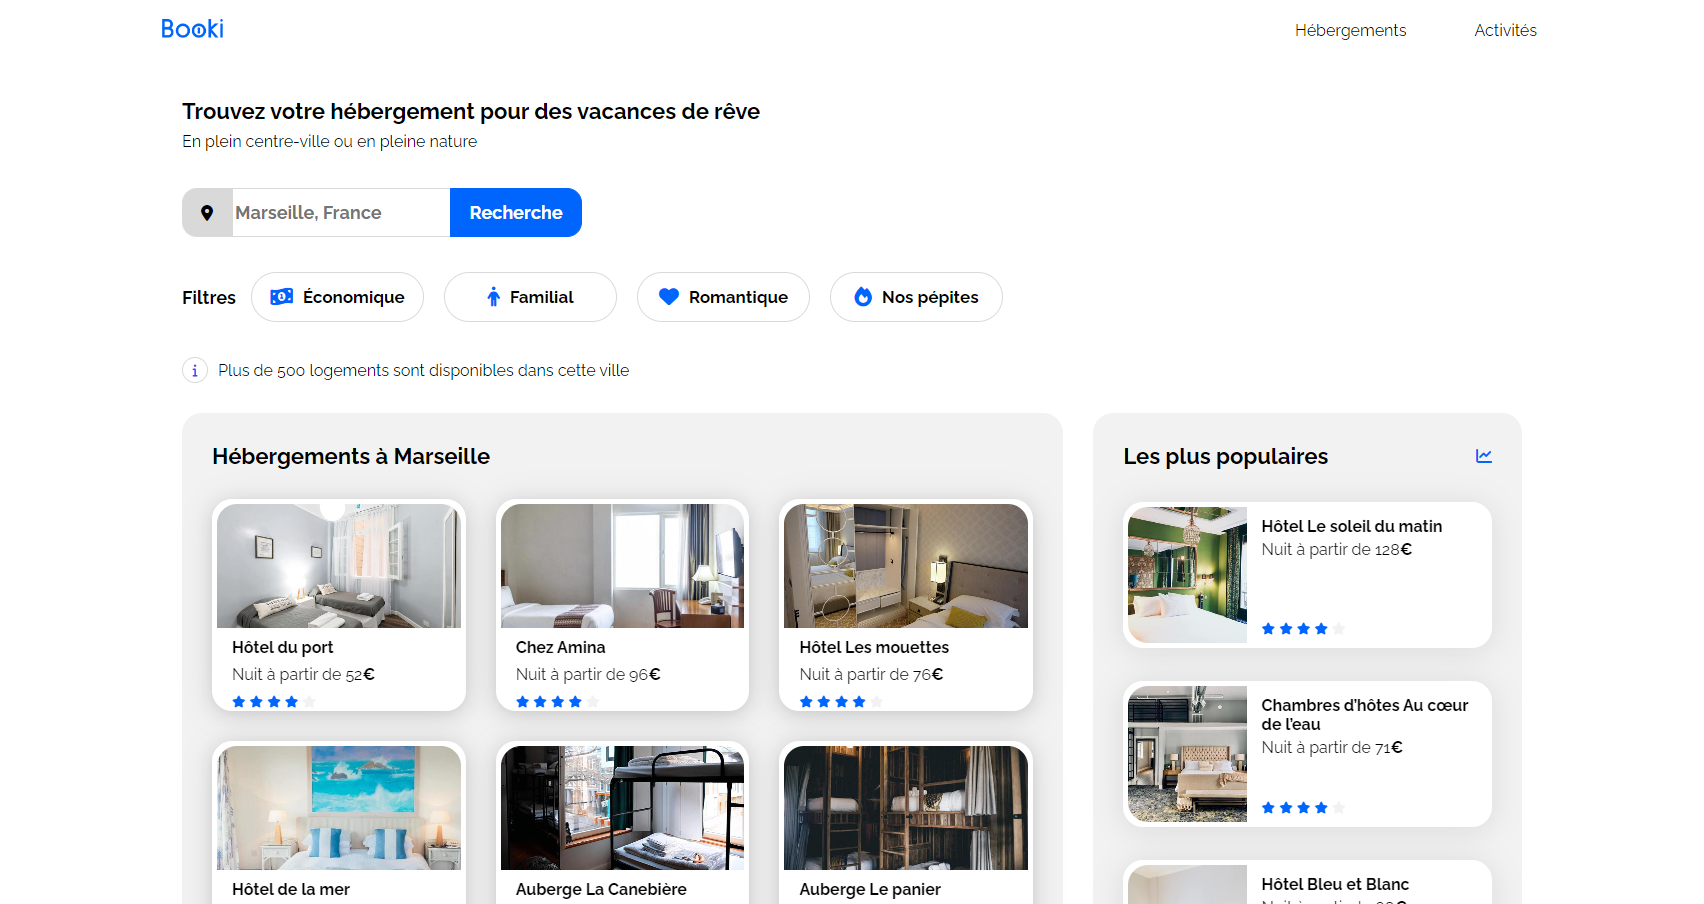 Booki
Hébergements
Activités
Trouvez votre hébergement pour des vacances de rêve
En plein centre-ville ou en pleine nature
Marseille, France
Recherche
Filtres
Économique
Familial
Romantique
Nos pépites
Plus de 500 logements sont disponibles dans cette ville
Hébergements à Marseille
Hôtel du port
Nuit à partir de 52€
Chez Amina
Nuit à partir de 96€
Hôtel Les mouettes
Nuit à partir de 76€
Hôtel de la mer
Auberge La Canebière
Auberge Le panier
Les plus populaires
Hôtel Le soleil du matin
Nuit à partir de 128€
Chambres d’hôtes Au cœur
de l’eau
Nuit à partir de 71€
Hôtel Bleu et Blanc